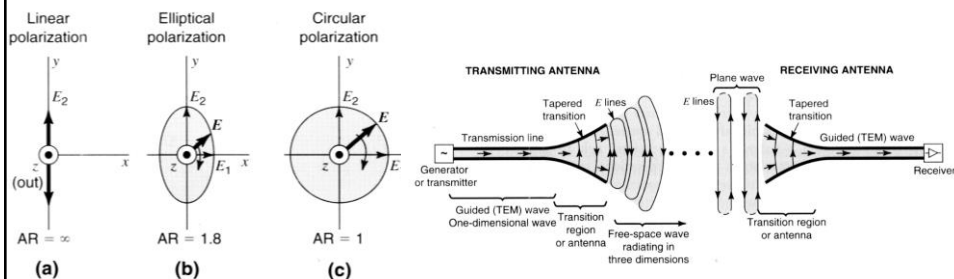 Linear
polarization
y
E₂
z
x
(out)
AR = ∞
(a)
Elliptical
polarization
y
E₂
E
z
x
E₁
AR = 1.8
(b)
Circular
polarization
y
E₂
E
z
E
AR = 1
(c)
TRANSMITTING ANTENNA
Tapered
transition
E lines
Transmission line
~
Generator
or transmitter
Guided (TEM) wave
One-dimensional wave
Transition
region
or antenna
Free-space wave
radiating in
three dimensions
Plane wave
RECEIVING ANTENNA
E lines
Tapered
transition
Guided (TEM) wave
Receiver
Transition region
or antenna